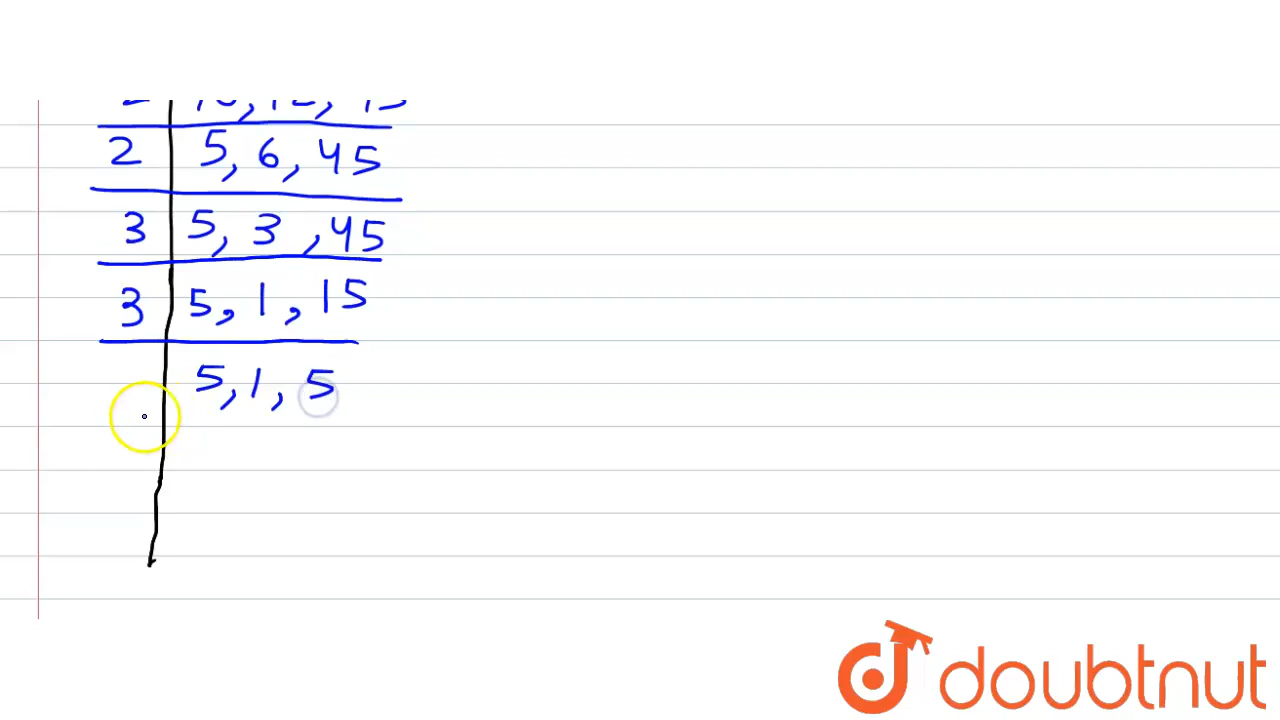 2 5, 6, 45
3 5, 3, 45
3 5, 1, 15
5, 1, 5
doubtnut